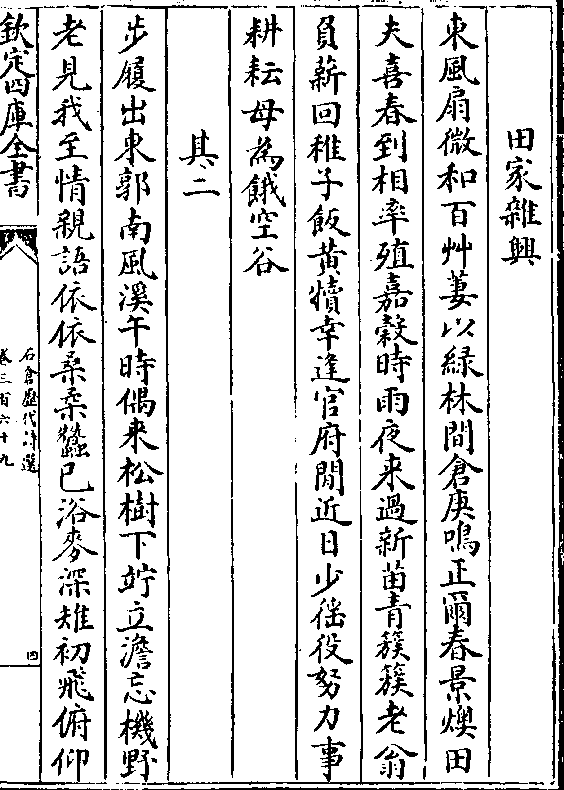 田家雜興
東風扇微和百艸萋以緑林間倉庚鳴正爾春景燠田
夫喜春到相率殖嘉穀時雨夜来過新苗青簇簇老翁
負薪回稚子飯黄犢幸逢官府閒近日少徭役努力事
耕耘母為餓空谷
其二
步屧出東郭南風溪午時偶来松樹下竚立澹忘機野
老見我至情親語依依桑柔蠶已浴麥深雉初飛俯仰
欽定四庫全書
石倉歷代詩選
卷三百六十九
四